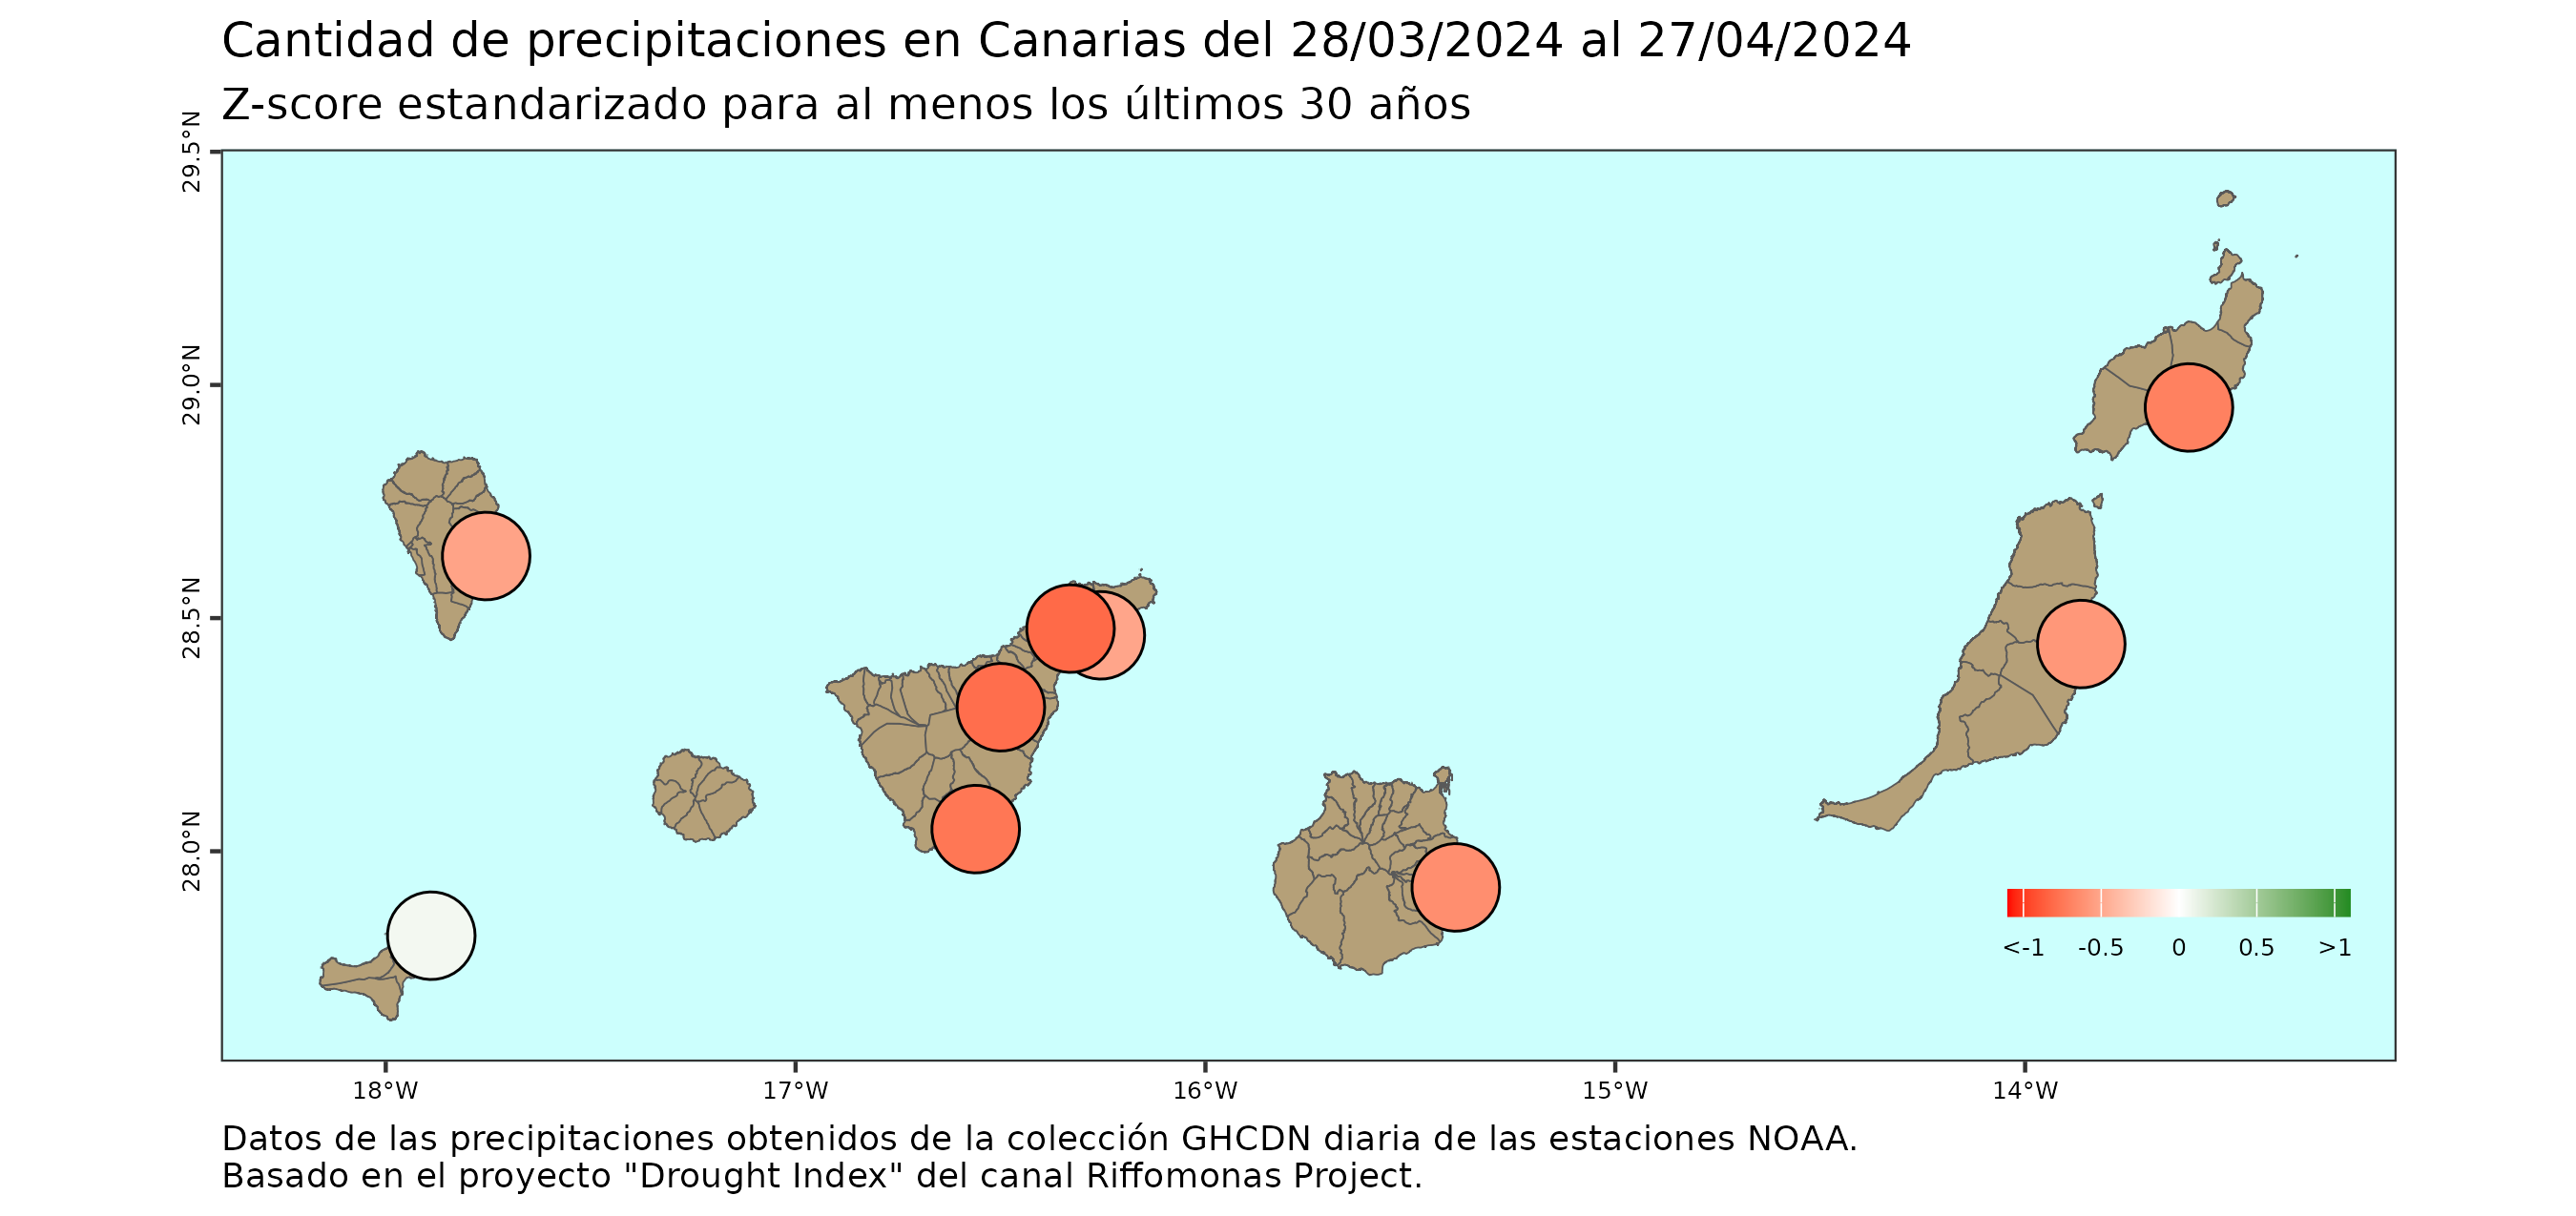 Cantidad de precipitaciones en Canarias del 28/03/2024 al 27/04/2024
Z-score estandarizado para al menos los últimos 30 años
29.5°N
29.0°N
28.5°N
28.0°N
<-1 -0.5 0 0.5 >1
18°W 17°W 16°W 15°W 14°W
Datos de las precipitaciones obtenidos de la colección GHCDN diaria de las estaciones NOAA.
Basado en el proyecto "Drought Index" del canal Riffomonas Project.